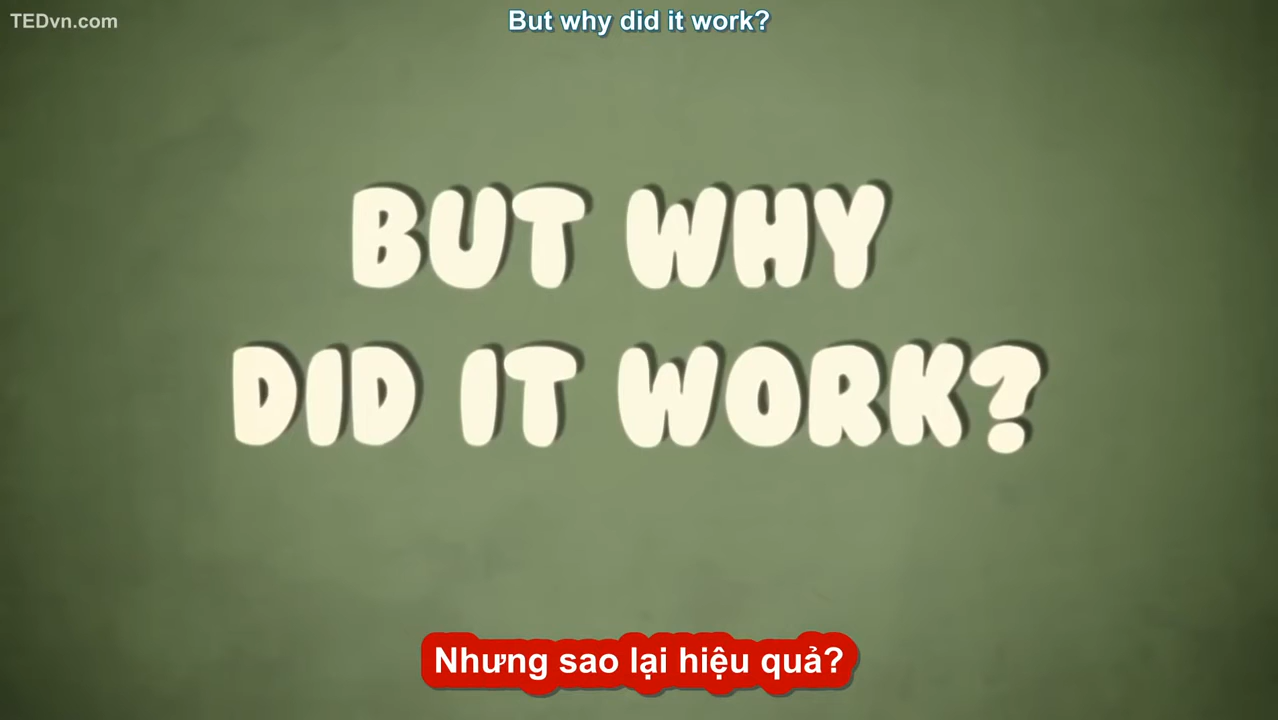 TEDvn.com
But why did it work?
BUT WHY
DID IT WORK?
Nhưng sao lại hiệu quả?